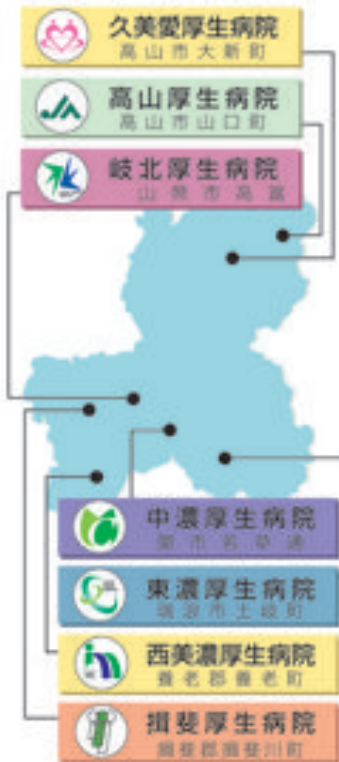 久美愛厚生病院
高山市大新町
JA
高山厚生病院
高山市山口町
岐北厚生病院
山県市高富
中濃厚生病院
関市若草通
東濃厚生病院
瑞浪市土岐町
西美濃厚生病院
養老郡養老町
揖斐厚生病院
揖斐郡揖斐川町